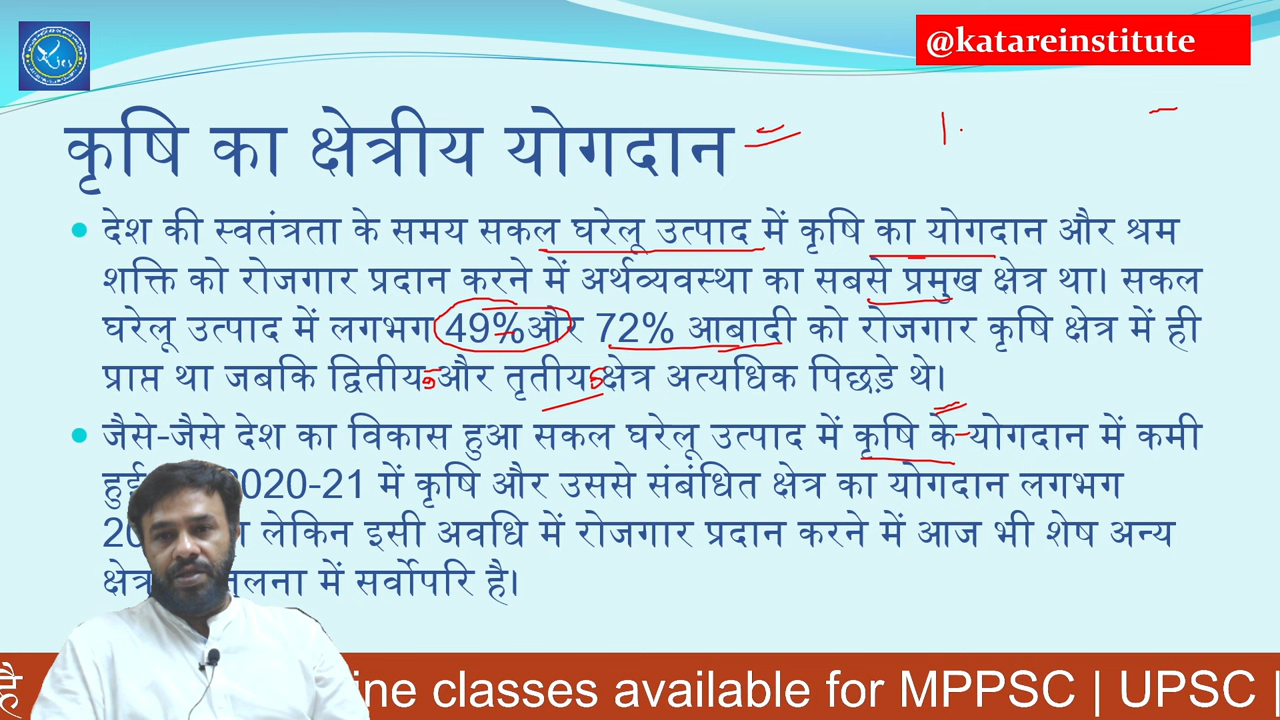 @katareinstitute
कृषि का क्षेत्रीय योगदान
• देश की स्वतंत्रता के समय सकल घरेलू उत्पाद में कृषि का योगदान और श्रम
शक्ति को रोजगार प्रदान करने में अर्थव्यवस्था का सबसे प्रमुख क्षेत्र था। सकल
घरेलू उत्पाद में लगभग 49% और 72% आबादी को रोजगार कृषि क्षेत्र में ही
प्राप्त था जबकि द्वितीय और तृतीय क्षेत्र अत्यधिक पिछड़े थे।
• जैसे-जैसे देश का विकास हुआ सकल घरेलू उत्पाद में कृषि के योगदान में कमी
2020-21 में कृषि और उससे संबंधित क्षेत्र का योगदान लगभग
लेकिन इसी अवधि में रोजगार प्रदान करने में आज भी शेष अन्य
में सर्वोपरि है।
classes available for MPPSC | UPSC |